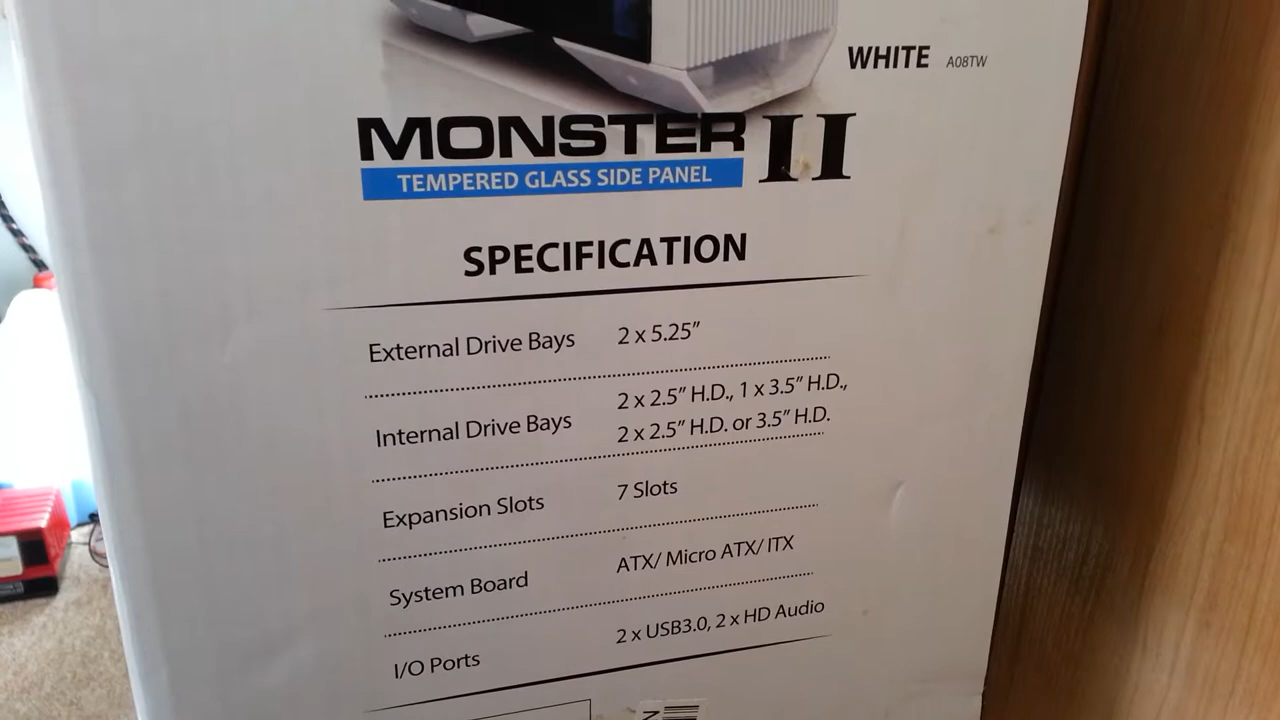 WHITE A08TW
MONSTER II
TEMPERED GLASS SIDE PANEL
SPECIFICATION
External Drive Bays 2 x 5.25”
Internal Drive Bays 2 x 2.5” H.D., 1 x 3.5” H.D.,
2 x 2.5” H.D. or 3.5” H.D.
Expansion Slots 7 Slots
System Board ATX/ Micro ATX/ ITX
I/O Ports 2 x USB3.0, 2 x HD Audio